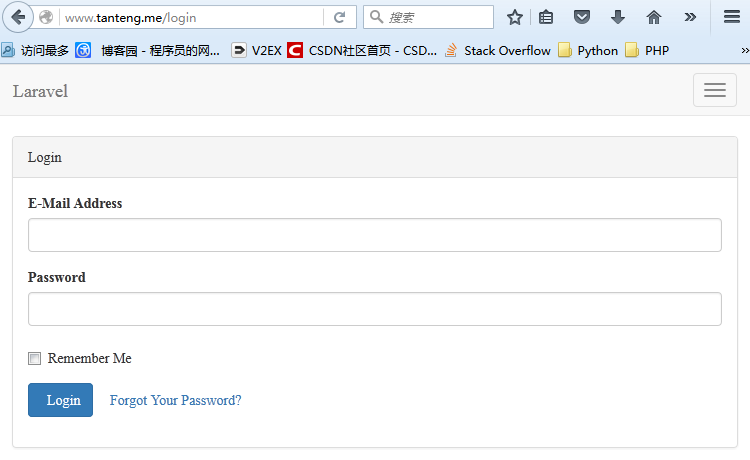 www.tanteng.me/login 搜索
访问最多 博客园 - 程序员的网... V2EX CSDN社区首页 - CSD... Stack Overflow Python PHP
Laravel
Login
E-Mail Address
Password
Remember Me
Login Forgot Your Password?